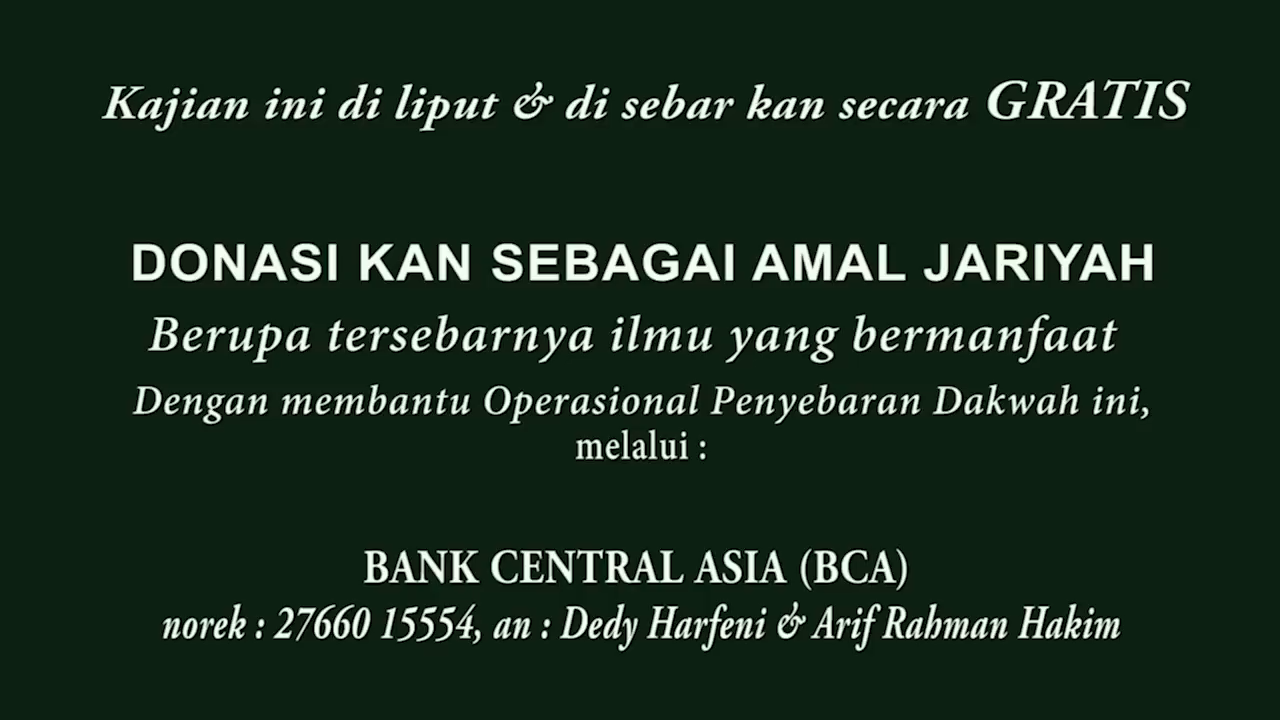 Kajian ini di liput & di sebar kan secara GRATIS
DONASI KAN SEBAGAI AMAL JARIYAH
Berupa tersebarnya ilmu yang bermanfaat
Dengan membantu Operasional Penyebaran Dakwah ini,
melalui :
BANK CENTRAL ASIA (BCA)
norek : 27660 15554, an : Dedy Harfeni & Arif Rahman Hakim